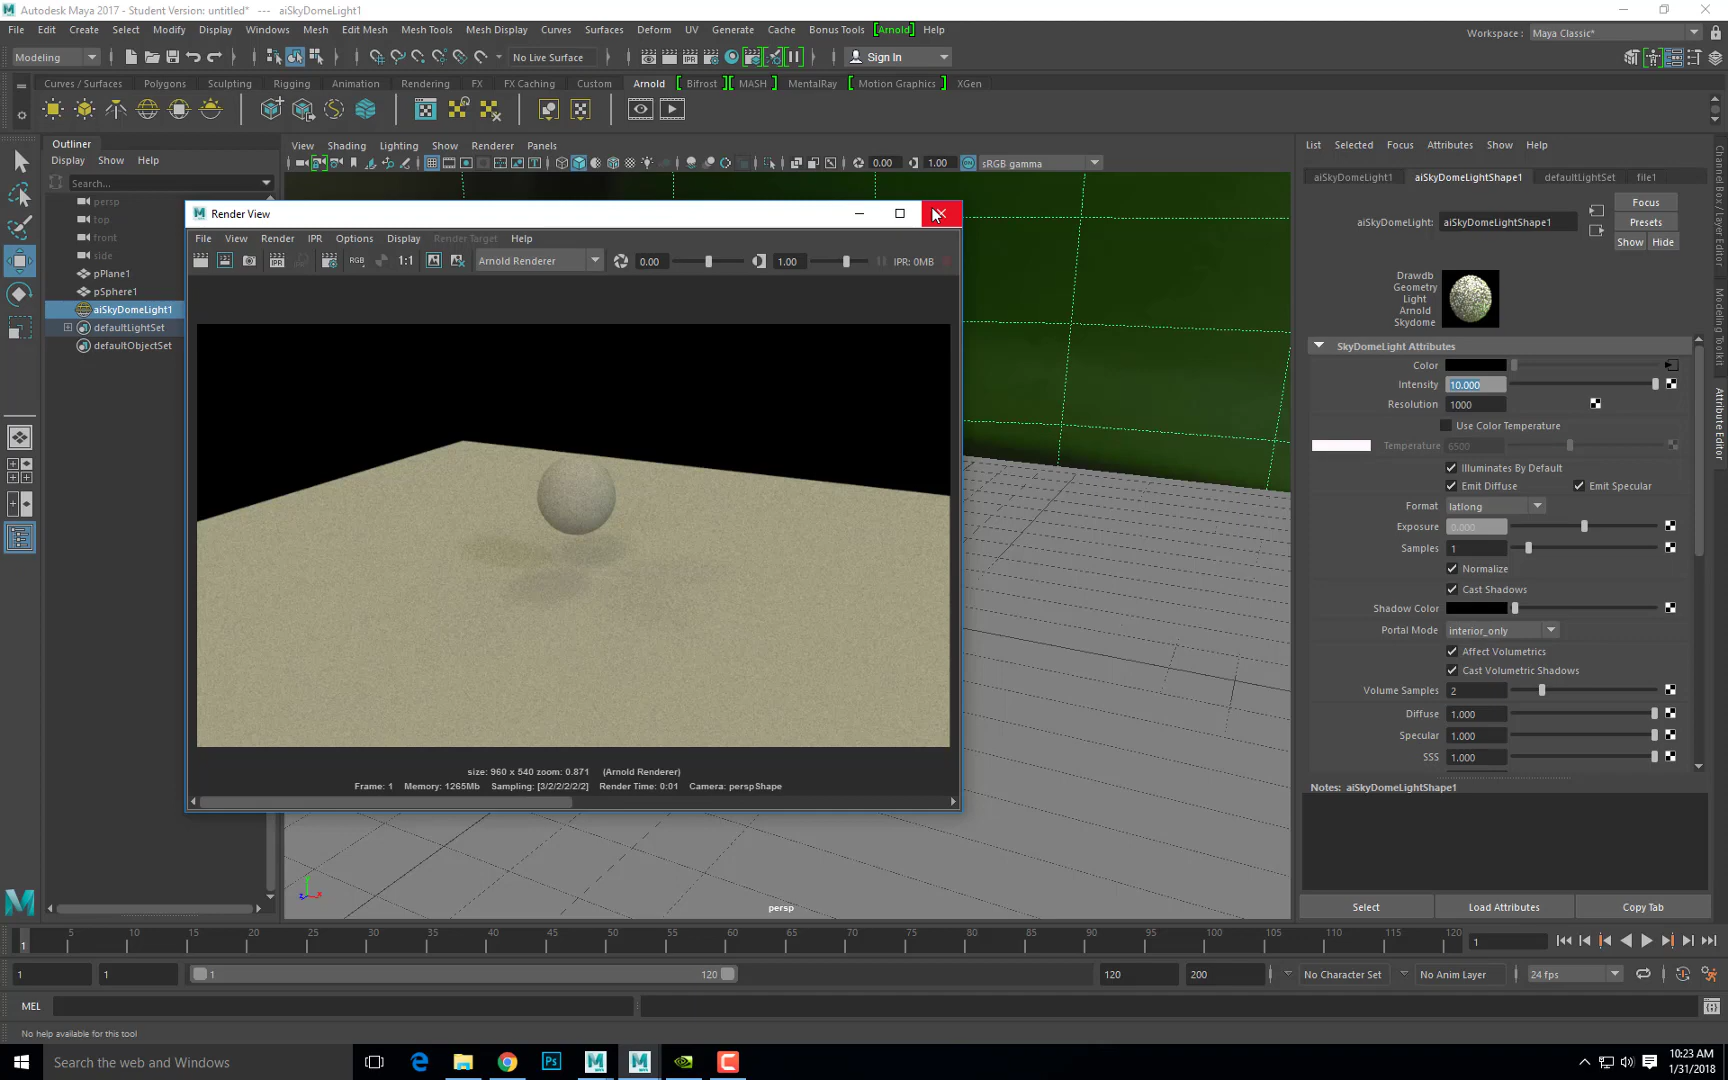 Autodesk Maya 2017 - Student Version: untitled*   ---   aiSkyDomeLight1
File Edit Create Select Modify Display Windows Mesh Edit Mesh Mesh Tools Mesh Display Curves Surfaces Deform UV Generate Cache Bonus Tools Arnold Help
Workspace : Maya Classic*
Modeling
No Live Surface
Sign In
Curves / Surfaces Polygons Sculpting Rigging Animation Rendering FX FX Caching Custom Arnold Bifrost MASH MentalRay Motion Graphics XGen
Outliner
Display Show Help
Search...
persp
top
front
side
pPlane1
pSphere1
aiSkyDomeLight1
defaultLightSet
defaultObjectSet
View Shading Lighting Show Renderer Panels
0.00
1.00
sRGB gamma
Render View
File View Render IPR Options Display Render Target Help
IPR
RGB
1:1
Arnold Renderer
0.00
1.00
IPR: 0MB
size: 960 x 540 zoom: 0.871 (Arnold Renderer)
Frame: 1 Memory: 1265Mb Sampling: [3/2/2/2/2/2] Render Time: 0:01 Camera: perspShape
persp
List Selected Focus Attributes Show Help
aiSkyDomeLight1 aiSkyDomeLightShape1 defaultLightSet file1
aiSkyDomeLight: aiSkyDomeLightShape1
Focus
Presets
Show Hide
Drawdb
Geometry
Light
Arnold
Skydome
SkyDomeLight Attributes
Color
Intensity 10.000
Resolution 1000
Use Color Temperature
Temperature 6500
Illuminates By Default
Emit Diffuse Emit Specular
Format latlong
Exposure 0.000
Samples 1
Normalize
Cast Shadows
Shadow Color
Portal Mode interior_only
Affect Volumetrics
Cast Volumetric Shadows
Volume Samples 2
Diffuse 1.000
Specular 1.000
SSS 1.000
Notes: aiSkyDomeLightShape1
Select Load Attributes Copy Tab
Channel Box / Layer Editor
Modeling Toolkit
Attribute Editor
1 5 10 15 20 25 30 35 40 45 50 55 60 65 70 75 80 85 90 95 100 105 110 115 120
1
1 1 1 120 120 200
No Character Set
No Anim Layer
24 fps
MEL
No help available for this tool
Search the web and Windows
10:23 AM
1/31/2018